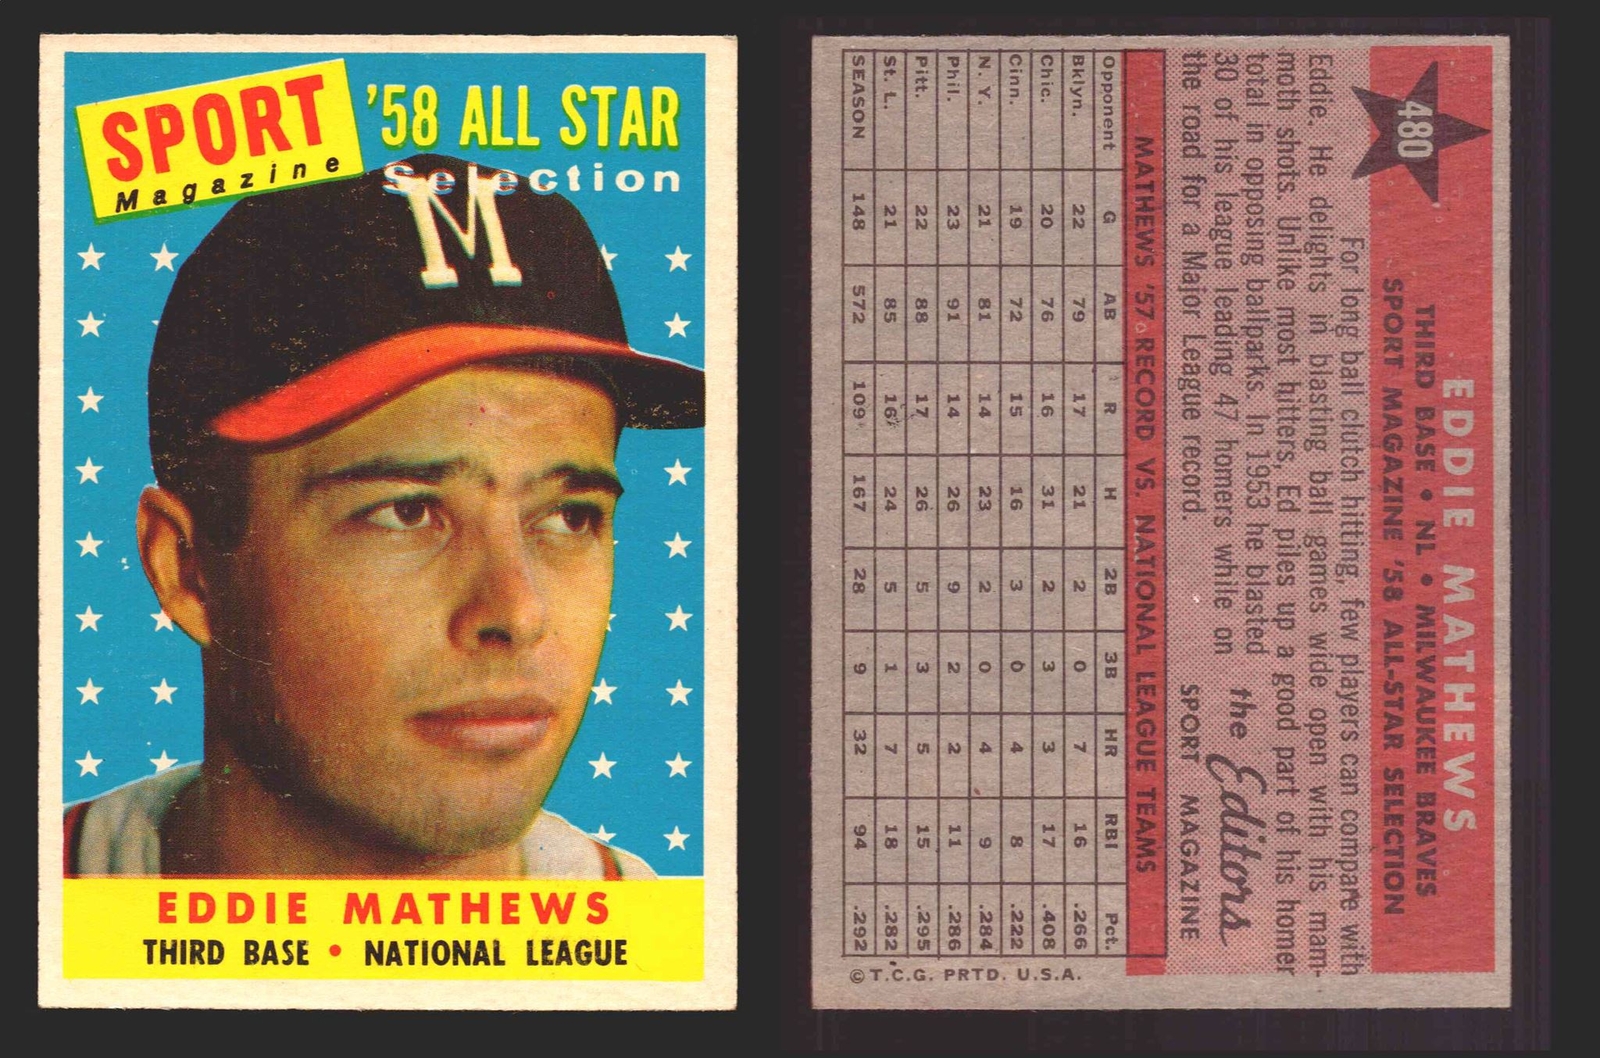 SPORT
Magazine
'58 ALL STAR
Selection
M
EDDIE MATHEWS
THIRD BASE • NATIONAL LEAGUE
480
EDDIE MATHEWS
THIRD BASE • NL • MILWAUKEE BRAVES
SPORT MAGAZINE '58 ALL-STAR SELECTION
For long ball clutch hitting, few players can compare with
Eddie. He delights in blasting ball games wide open with his mam-
moth shots. Unlike most hitters, Ed piles up a good part of his homer
total in opposing ballparks. In 1953 he blasted
30 of his league leading 47 homers while on
the road for a Major League record.
the Editors
SPORT MAGAZINE
MATHEWS '57 RECORD VS. NATIONAL LEAGUE TEAMS
Opponent G AB R H 2B 3B HR RBI Pct.
Bklyn. 22 79 17 21 2 0 7 16 .266
Chic. 20 76 16 31 2 3 3 17 .408
Cinn. 19 72 15 16 3 0 4 8 .222
N. Y. 21 81 14 23 2 0 4 9 .284
Phil. 23 91 14 26 9 2 2 11 .286
Pitt. 22 88 17 26 5 3 5 15 .295
St. L. 21 85 16 24 5 1 7 18 .282
SEASON 148 572 109 167 28 9 32 94 .292
© T.C.G. PRTD. U.S.A.